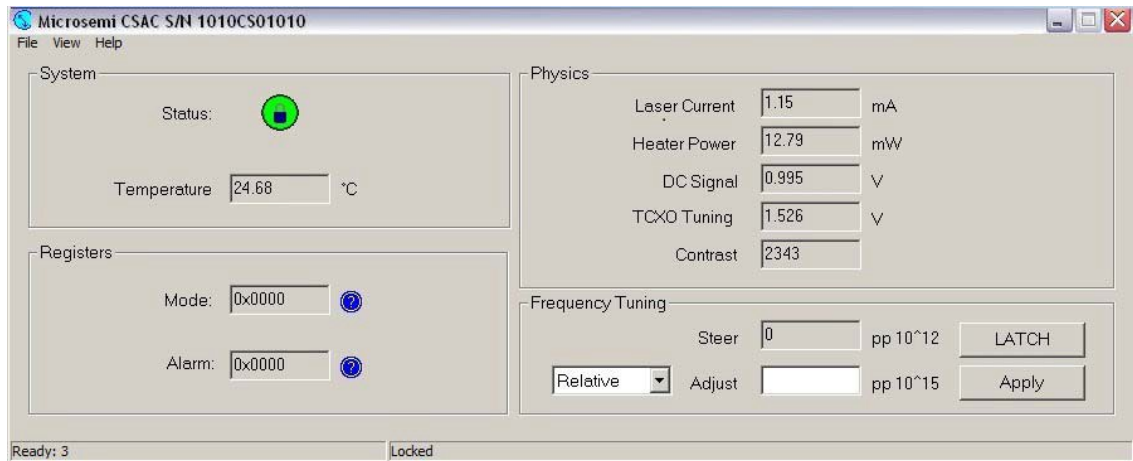 Microsemi CSAC S/N 1010CS01010
File View Help
System
Status:
Temperature 24.68 °C
Registers
Mode: 0x0000 ?
Alarm: 0x0000 ?
Physics
Laser Current 1.15 mA
Heater Power 12.79 mW
DC Signal 0.995 V
TCXO Tuning 1.526 V
Contrast 2343
Frequency Tuning
Steer 0 pp 10^12 LATCH
Relative Adjust pp 10^15 Apply
Ready: 3 Locked